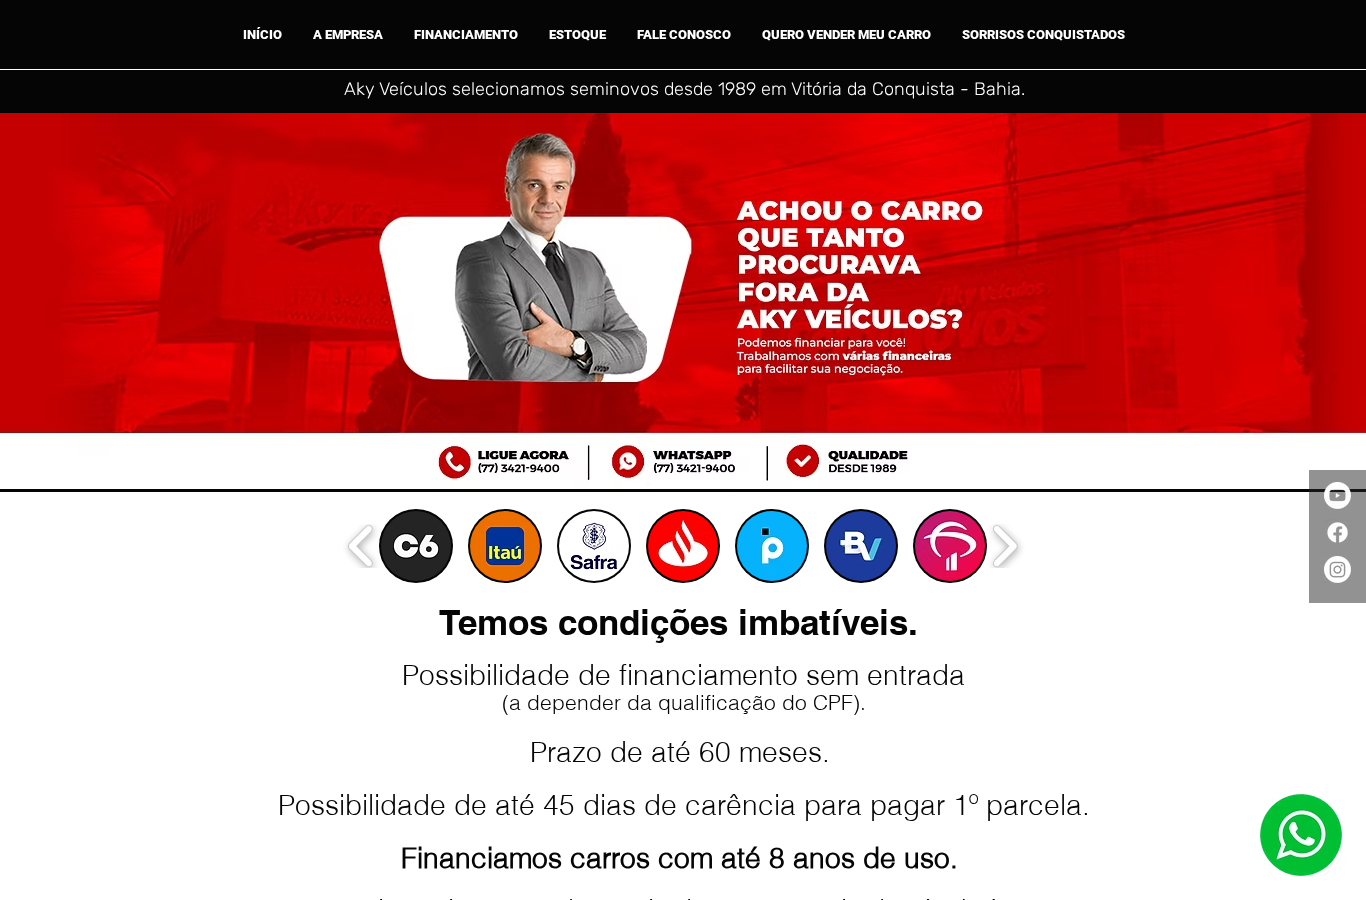 INÍCIO A EMPRESA FINANCIAMENTO ESTOQUE FALE CONOSCO QUERO VENDER MEU CARRO SORRISOS CONQUISTADOS
Aky Veículos selecionamos seminovos desde 1989 em Vitória da Conquista - Bahia.
ACHOU O CARRO
QUE TANTO
PROCURAVA
FORA DA
AKY VEÍCULOS?
Podemos financiar para você!
Trabalhamos com várias financeiras
para facilitar sua negociação.
LIGUE AGORA
(77) 3421-9400
WHATSAPP
(77) 3421-9400
QUALIDADE
DESDE 1989
C6 Itaú Safra p BV
Temos condições imbatíveis.
Possibilidade de financiamento sem entrada
(a depender da qualificação do CPF).
Prazo de até 60 meses.
Possibilidade de até 45 dias de carência para pagar 1º parcela.
Financiamos carros com até 8 anos de uso.